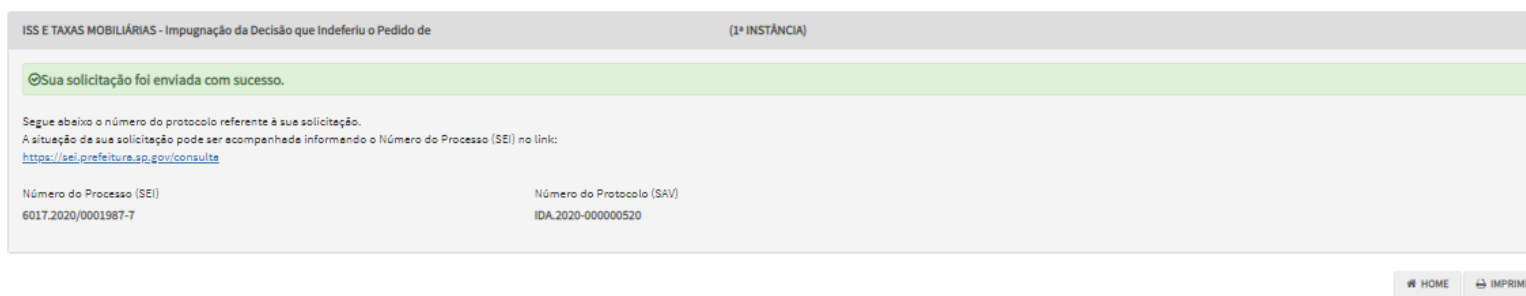 ISS E TAXAS MOBILIÁRIAS - Impugnação da Decisão que Indeferiu o Pedido de (1ª INSTÂNCIA)
Sua solicitação foi enviada com sucesso.
Segue abaixo o número do protocolo referente à sua solicitação.
A situação da sua solicitação pode ser acompanhada informando o Número do Processo (SEI) no link:
https://sei.prefeitura.sp.gov/consulta
Número do Processo (SEI) Número do Protocolo (SAV)
6017.2020/0001987-7 IDA.2020-000000520
HOME IMPRIMI